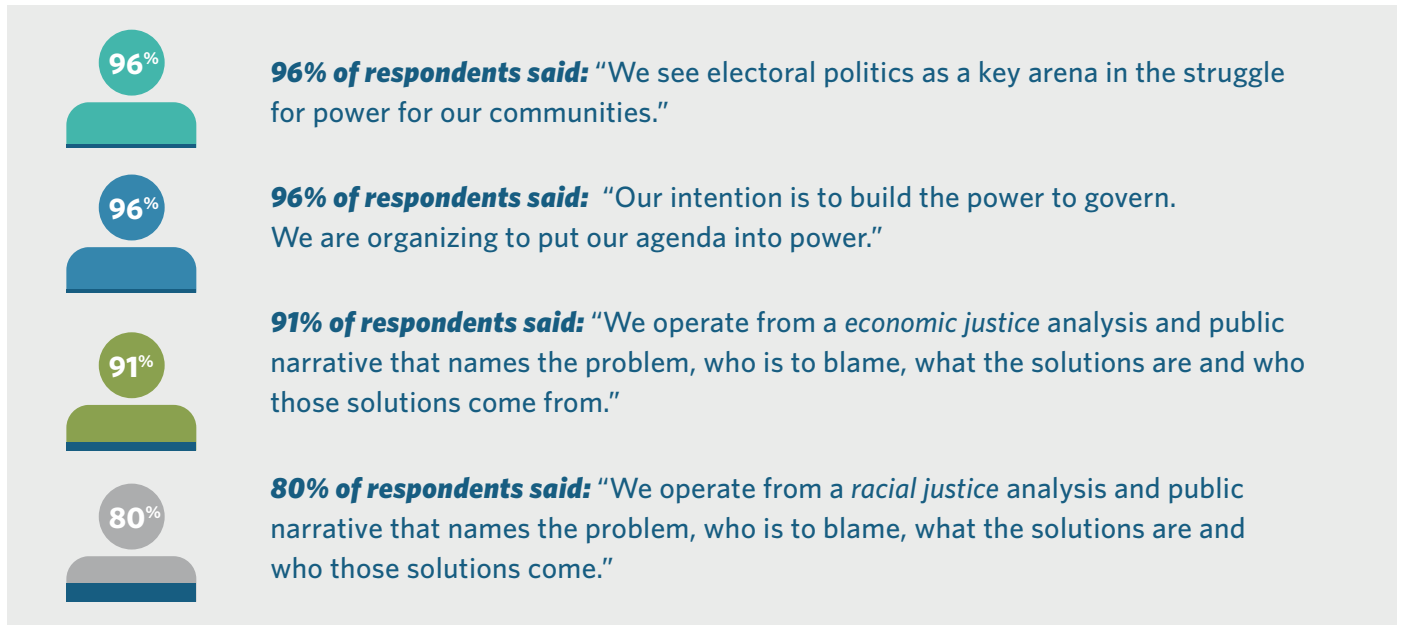 96%
96% of respondents said: “We see electoral politics as a key arena in the struggle
for power for our communities.”
96%
96% of respondents said: “Our intention is to build the power to govern.
We are organizing to put our agenda into power.”
91%
91% of respondents said: “We operate from a economic justice analysis and public
narrative that names the problem, who is to blame, what the solutions are and who
those solutions come from.”
80%
80% of respondents said: “We operate from a racial justice analysis and public
narrative that names the problem, who is to blame, what the solutions are and
who those solutions come.”